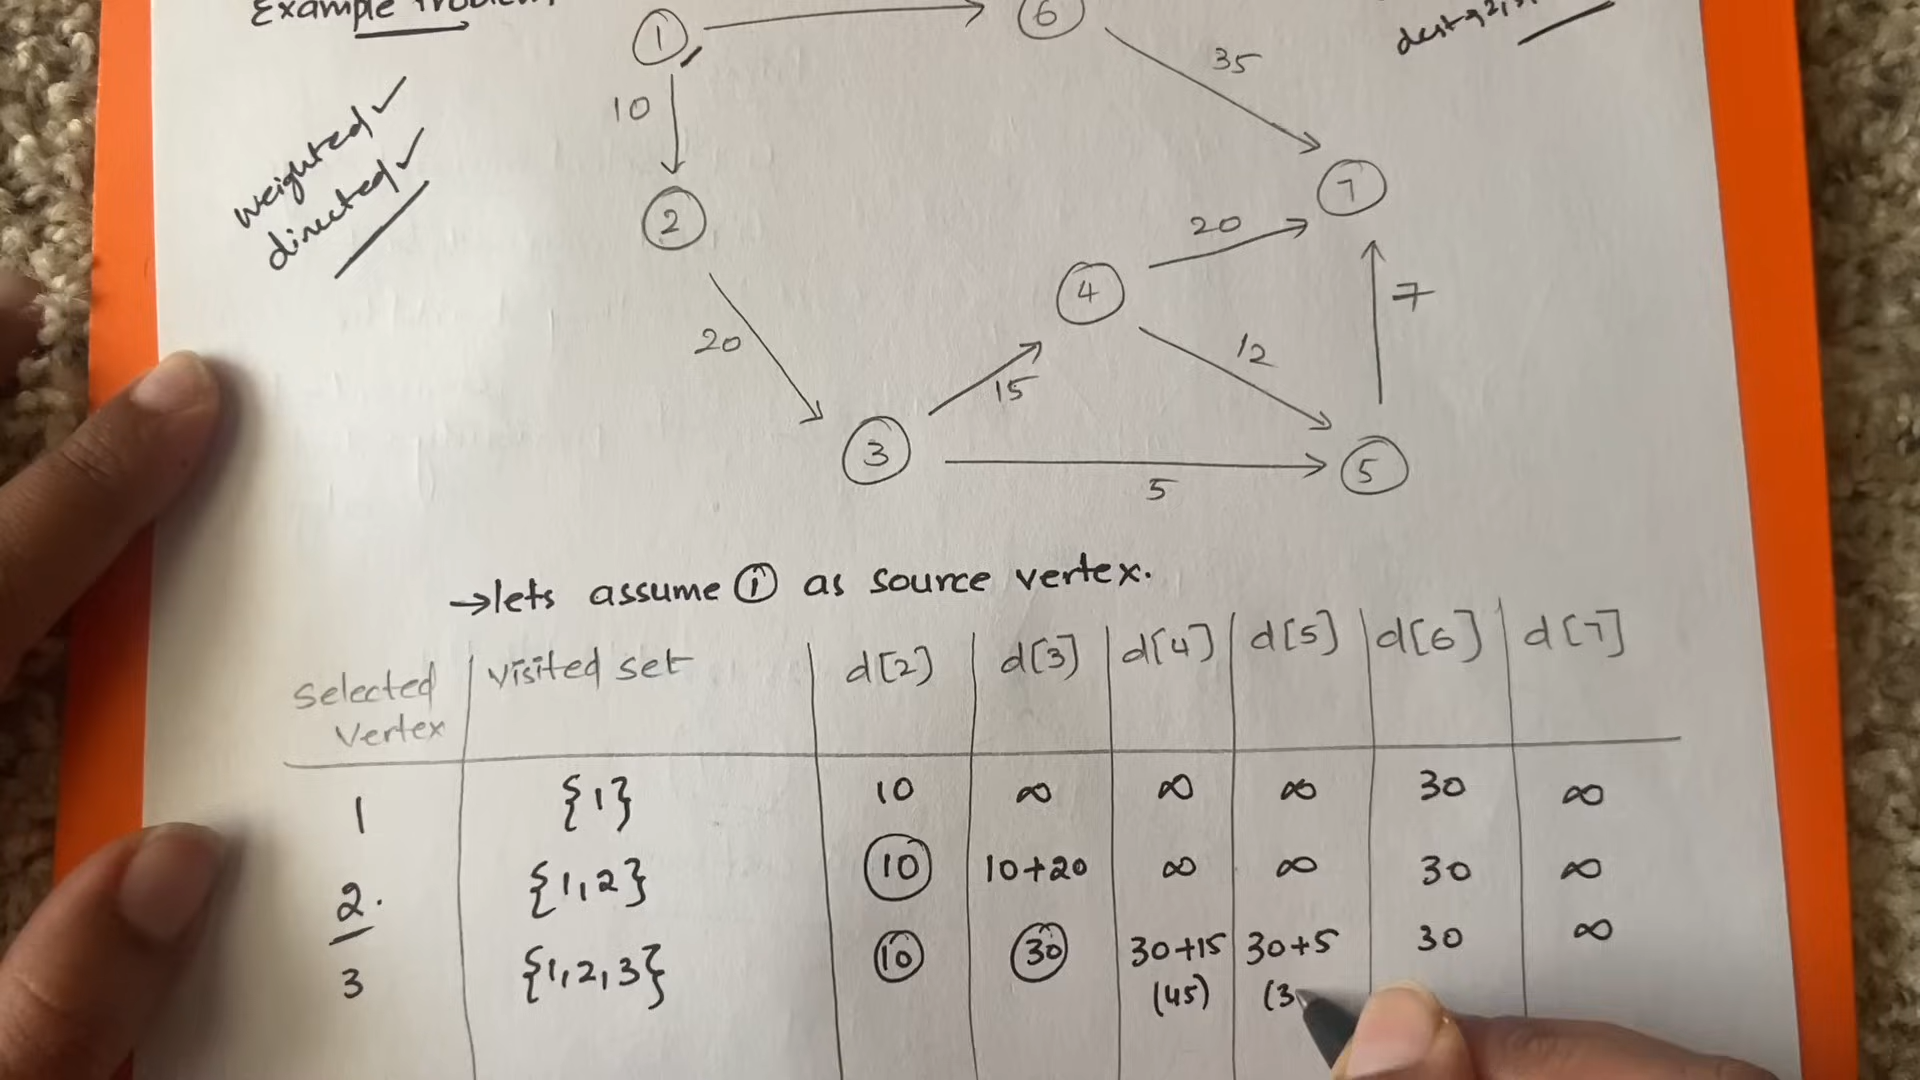 Example Problem
1
6
35
10
weighted ✓
directed ✓
2
7
20
4
7
20
12
15
3
5
5
→lets assume ① as source vertex.
Selected Vertex | Visited set | d[2] | d[3] | d[4] | d[5] | d[6] | d[7]
1 {1} 10 ∞ ∞ ∞ 30 ∞
2. {1,2} 10 10+20 ∞ ∞ 30 ∞
3 {1,2,3} 10 30 30+15 30+5 30 ∞
(45) (3